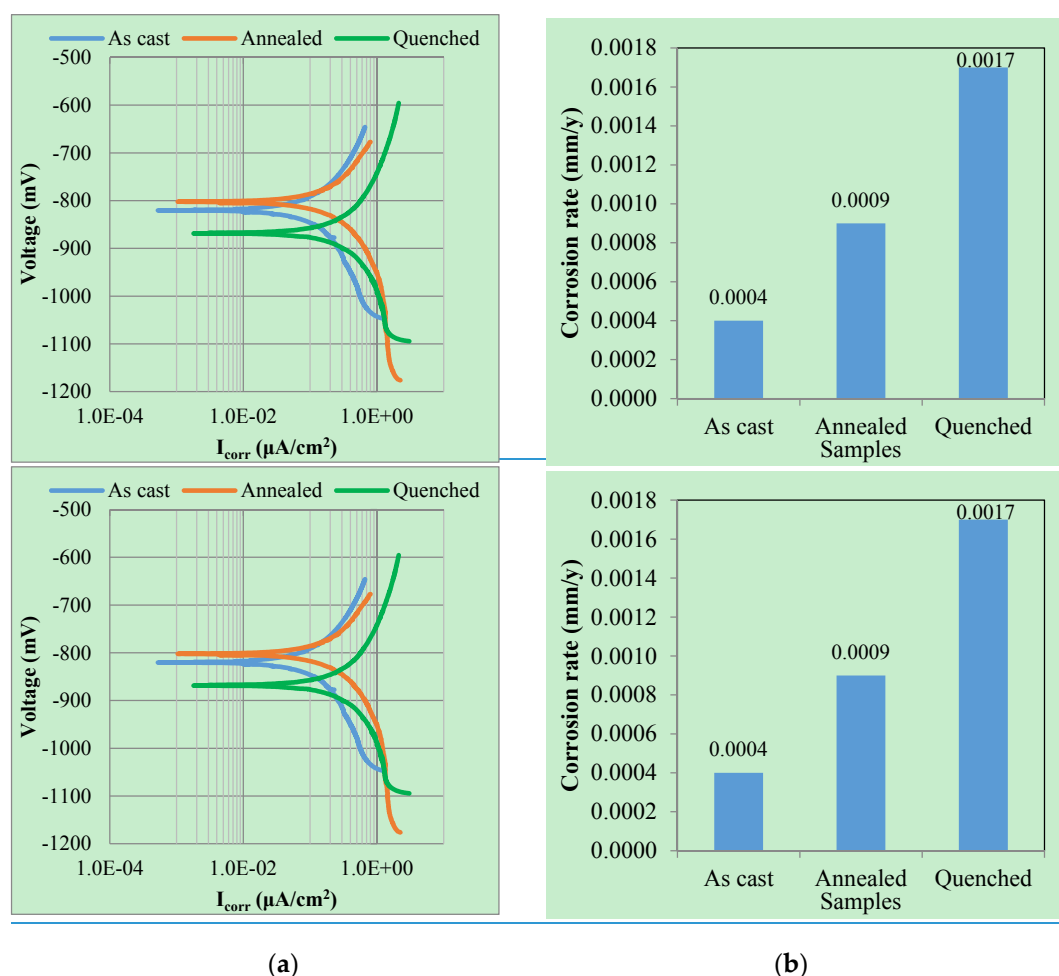 As cast Annealed Quenched
-500
-600
-700
-800
-900
-1000
-1100
-1200
Voltage (mV)
1.0E-04 1.0E-02 1.0E+00
Icorr (µA/cm²)
0.0018
0.0016
0.0014
0.0012
0.0010
0.0008
0.0006
0.0004
0.0002
0.0000
Corrosion rate (mm/y)
0.0004
0.0009
0.0017
As cast Annealed Quenched
Samples
As cast Annealed Quenched
-500
-600
-700
-800
-900
-1000
-1100
-1200
Voltage (mV)
1.0E-04 1.0E-02 1.0E+00
Icorr (µA/cm²)
0.0018
0.0016
0.0014
0.0012
0.0010
0.0008
0.0006
0.0004
0.0002
0.0000
Corrosion rate (mm/y)
0.0004
0.0009
0.0017
As cast Annealed Quenched
Samples
(a) (b)